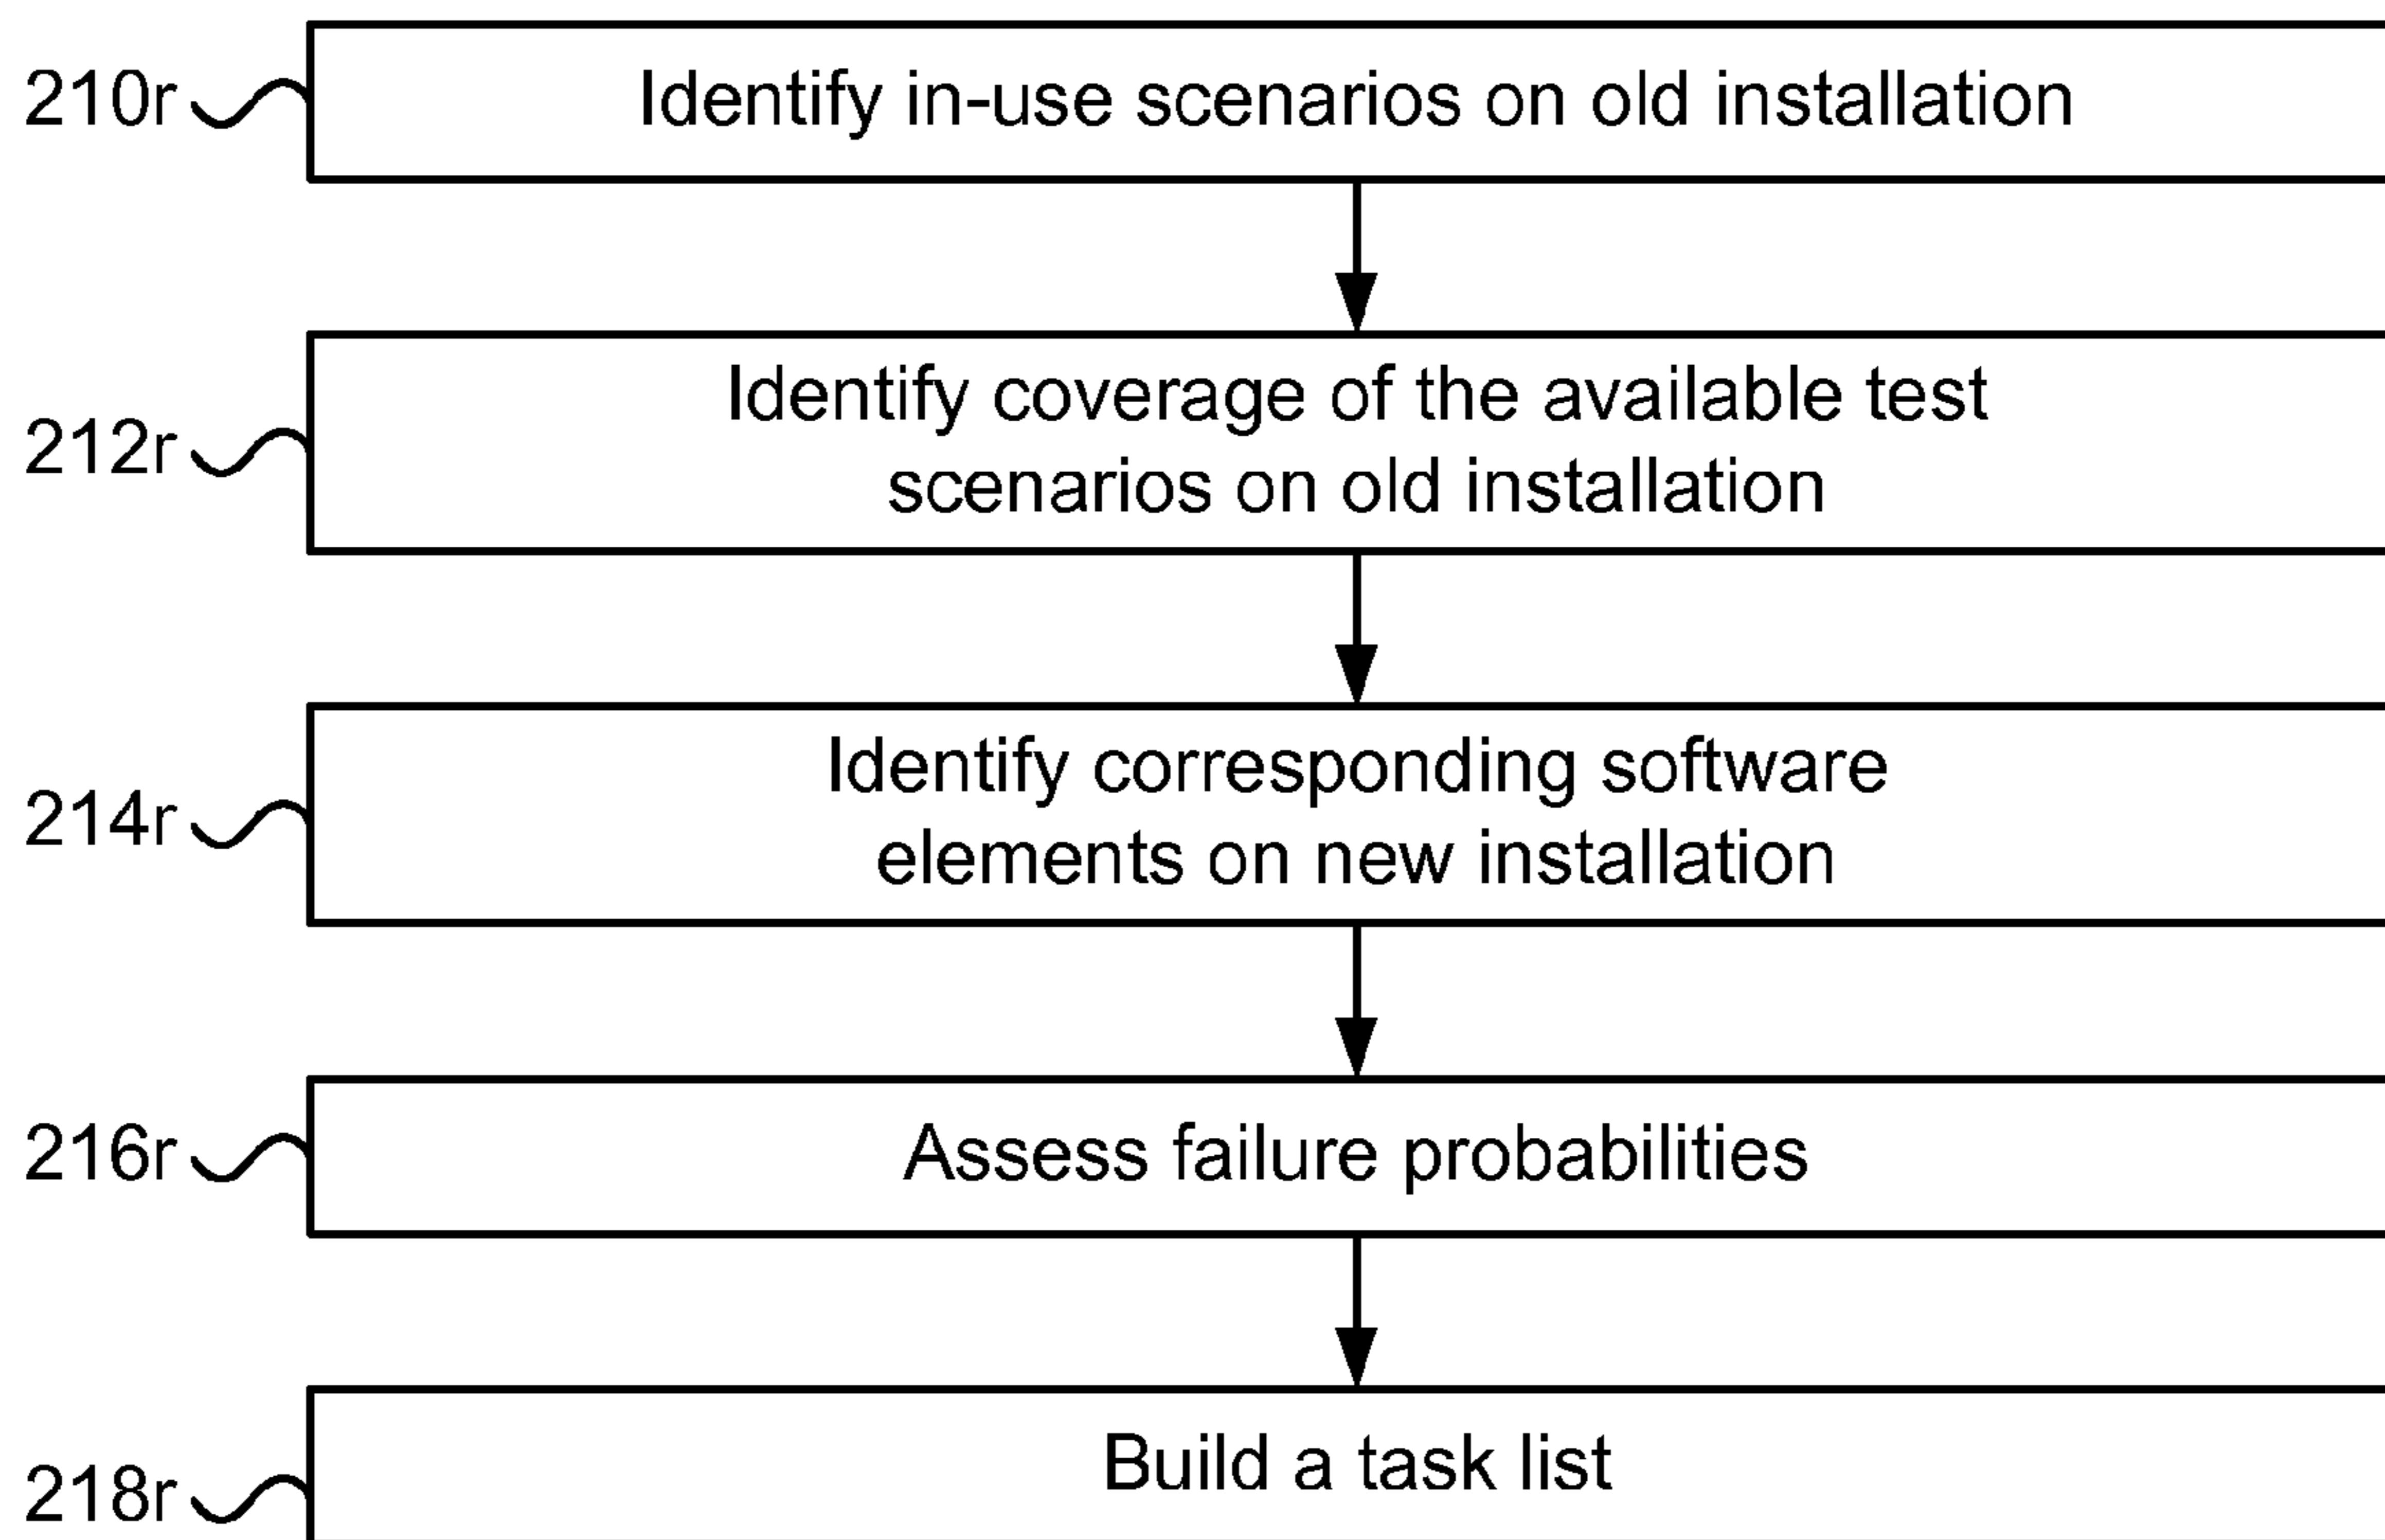 210r
Identify in-use scenarios on old installation
212r
Identify coverage of the available test
scenarios on old installation
214r
Identify corresponding software
elements on new installation
216r
Assess failure probabilities
218r
Build a task list